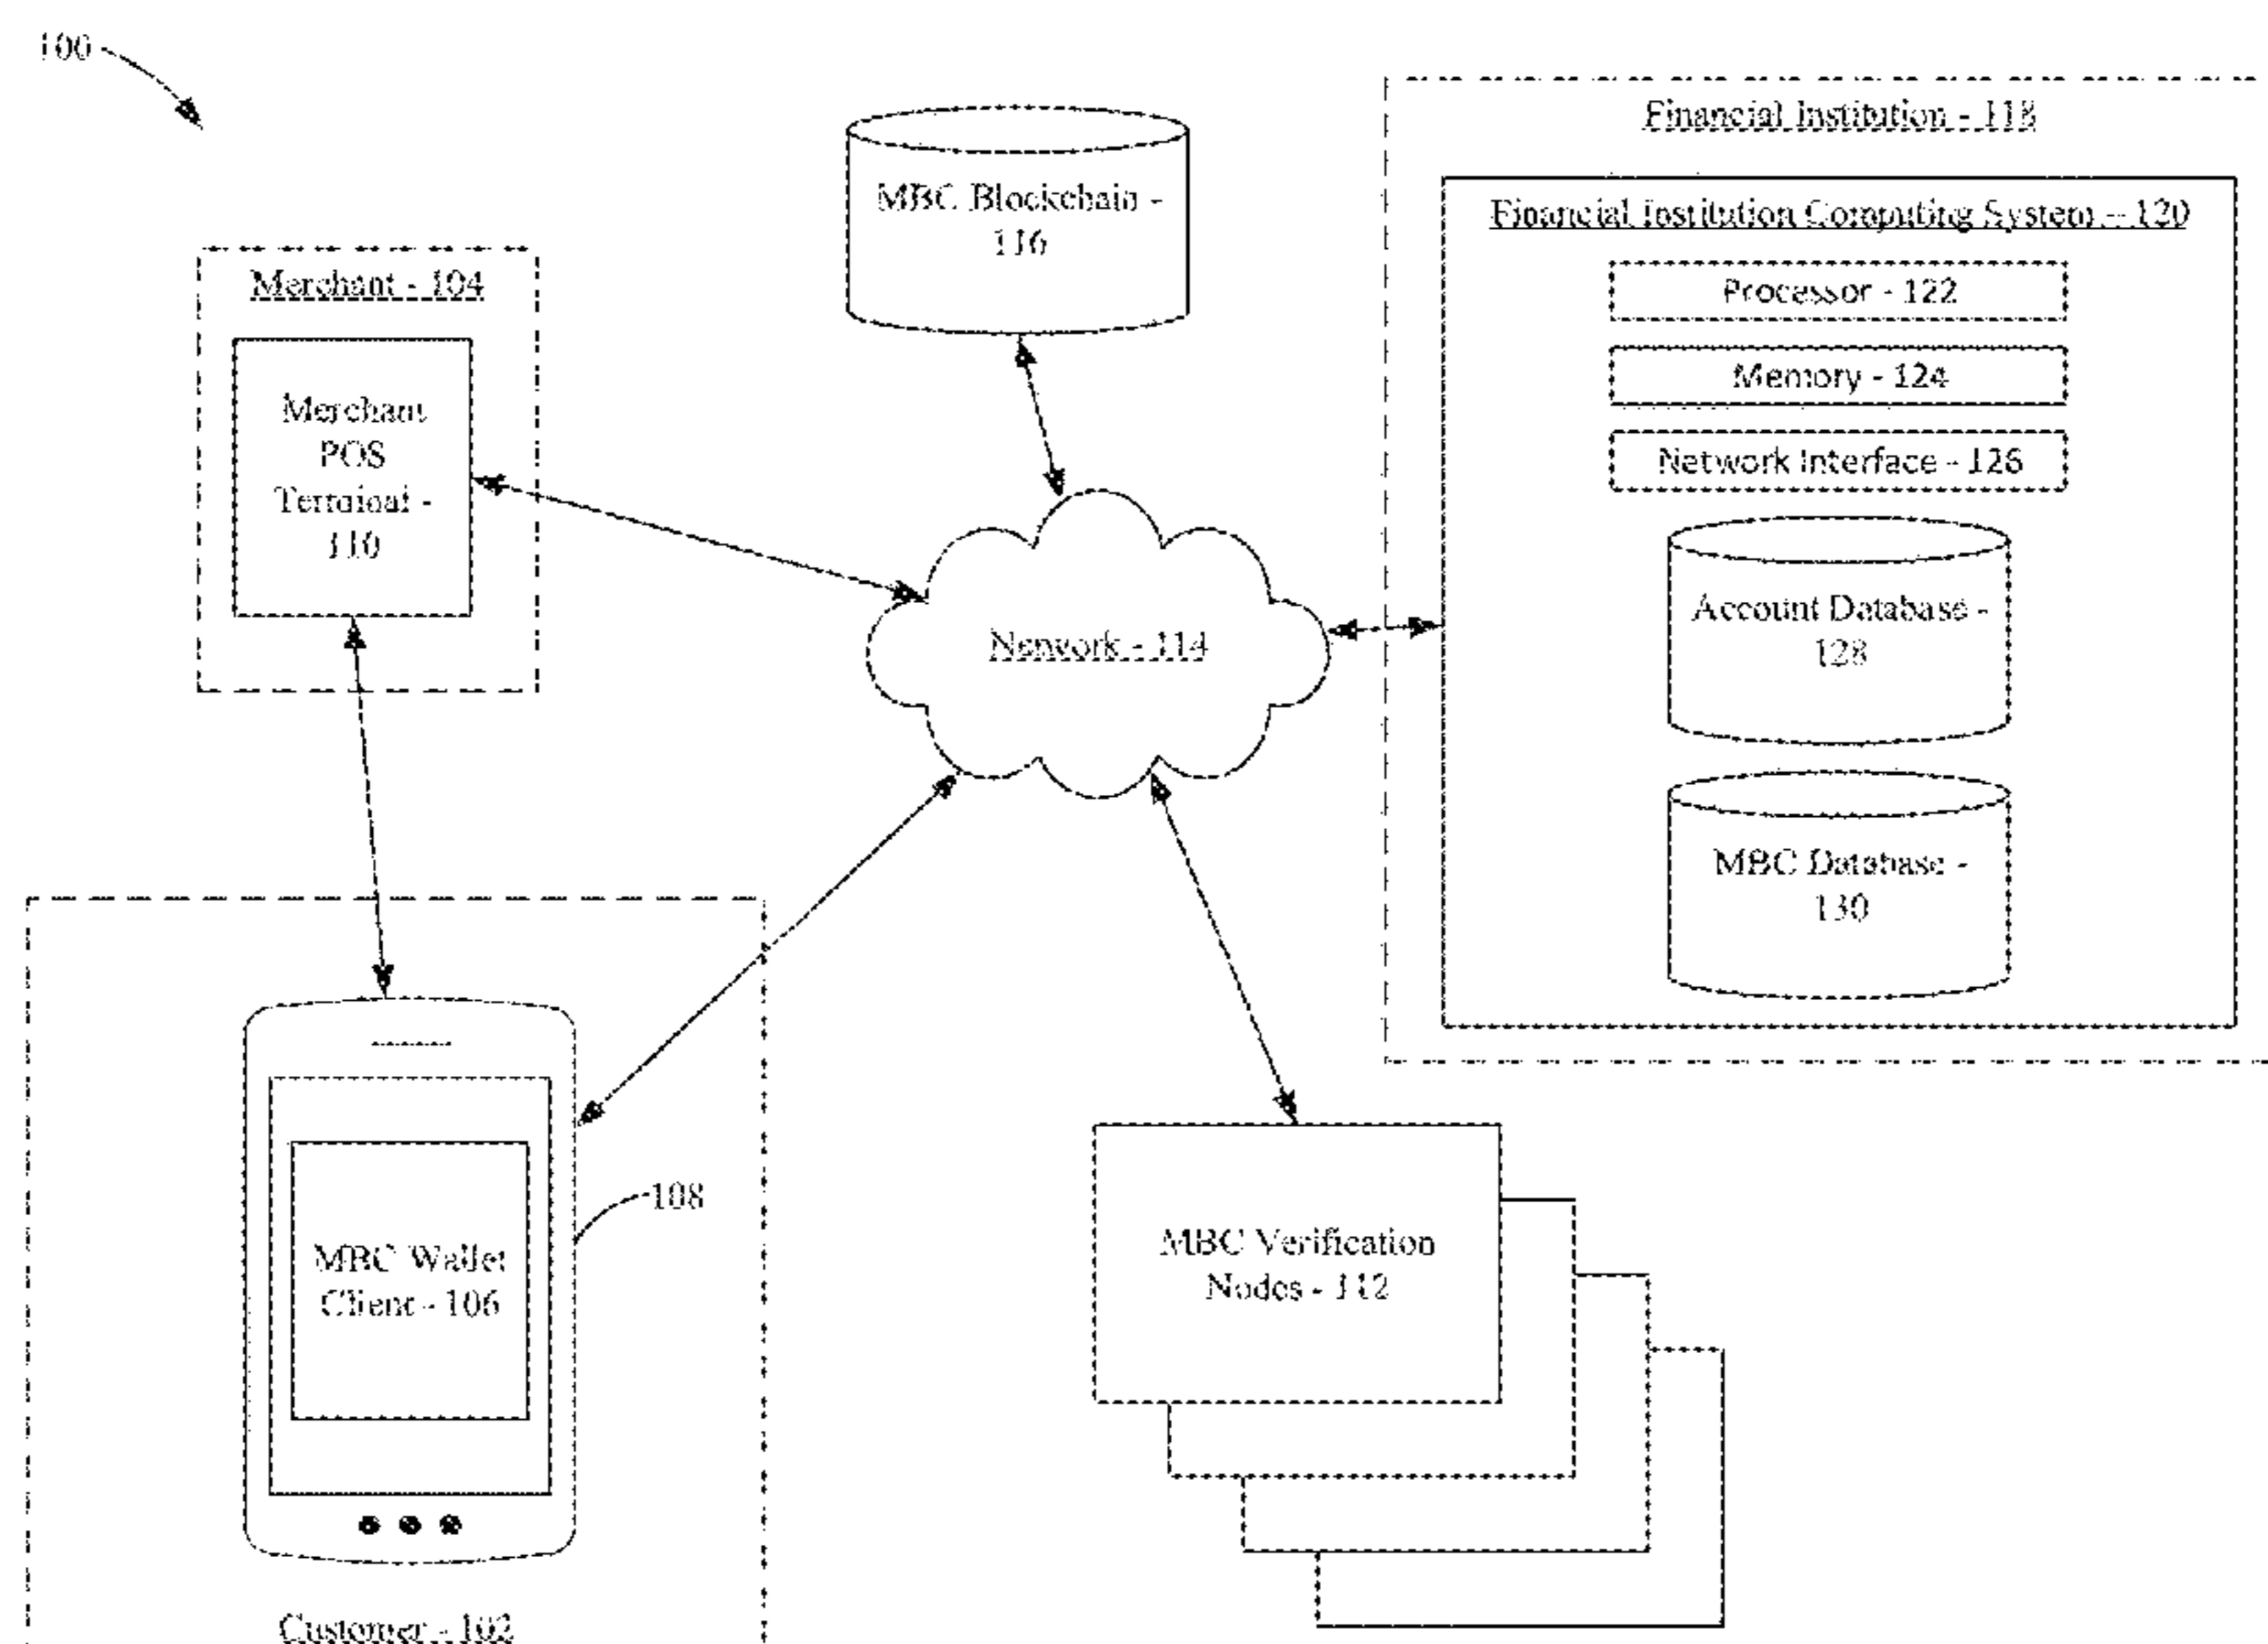 100
MBC Blockchain -
116
Financial Institution - 118
Financial Institution Computing System - 120
Processor - 122
Memory - 124
Network Interface - 126
Account Database -
128
MBC Database -
130
Merchant - 104
Merchant
POS
Terminal -
110
Network - 114
MBC Wallet
Client - 106
108
Customer - 102
MBC Verification
Nodes - 112